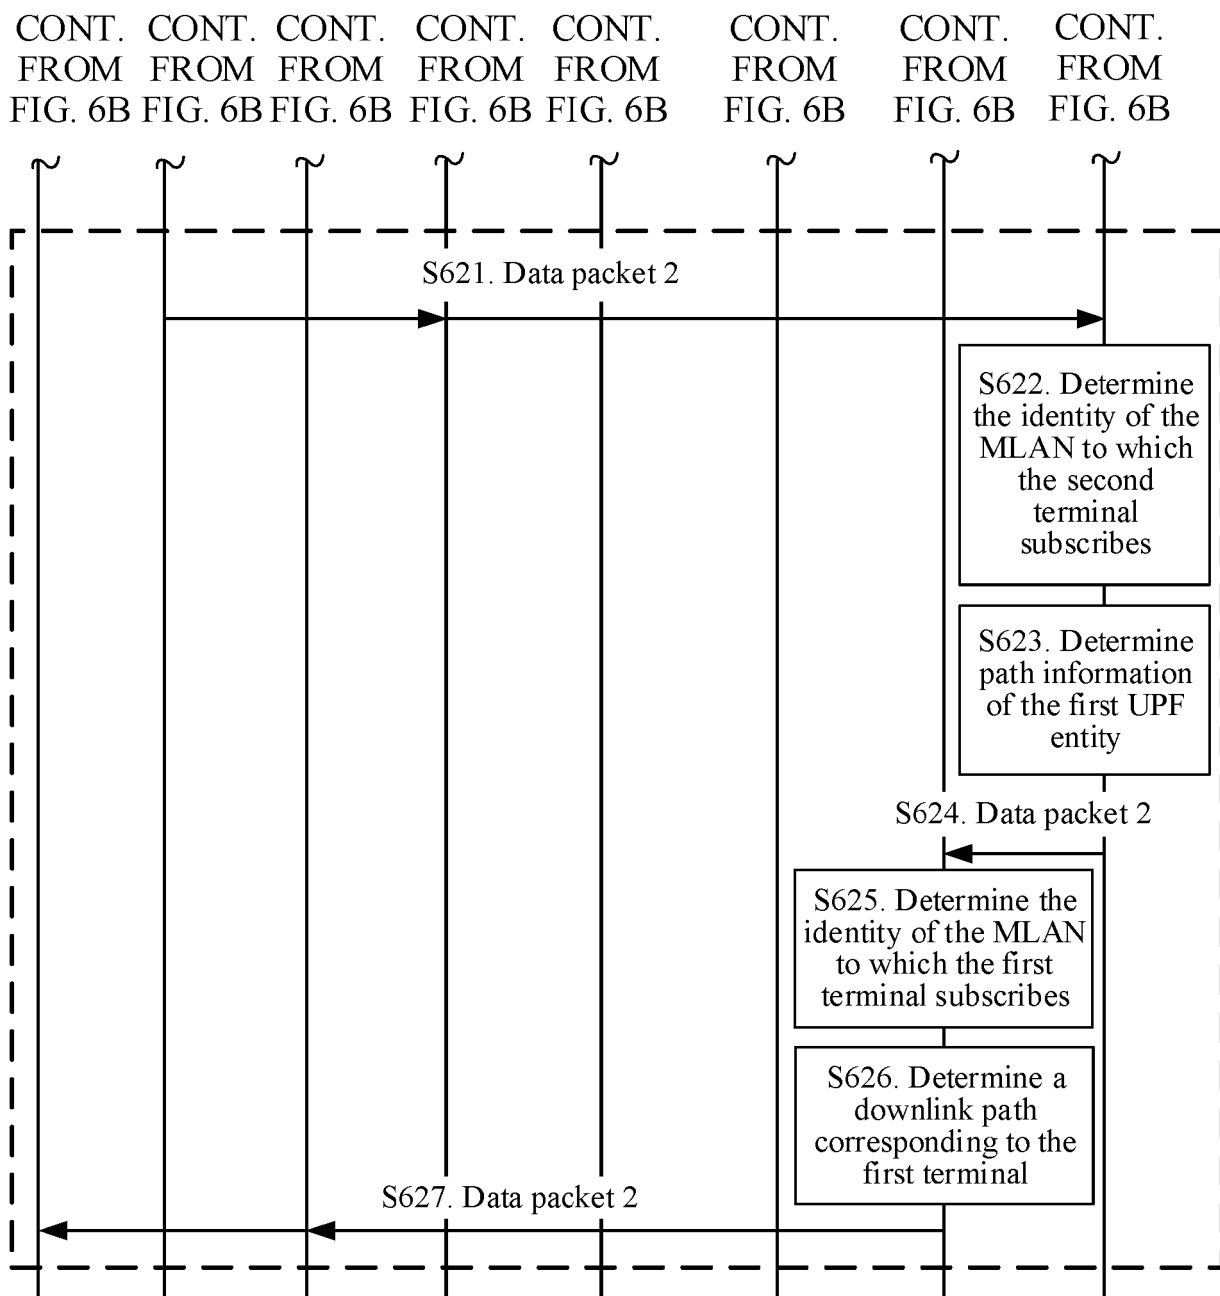 CONT. FROM FIG. 6B
CONT. FROM FIG. 6B
CONT. FROM FIG. 6B
CONT. FROM FIG. 6B
CONT. FROM FIG. 6B
CONT. FROM FIG. 6B
CONT. FROM FIG. 6B
CONT. FROM FIG. 6B
S621. Data packet 2
S622. Determine
the identity of the
MLAN to which
the second
terminal
subscribes
S623. Determine
path information
of the first UPF
entity
S624. Data packet 2
S625. Determine the
identity of the MLAN
to which the first
terminal subscribes
S626. Determine a
downlink path
corresponding to the
first terminal
S627. Data packet 2